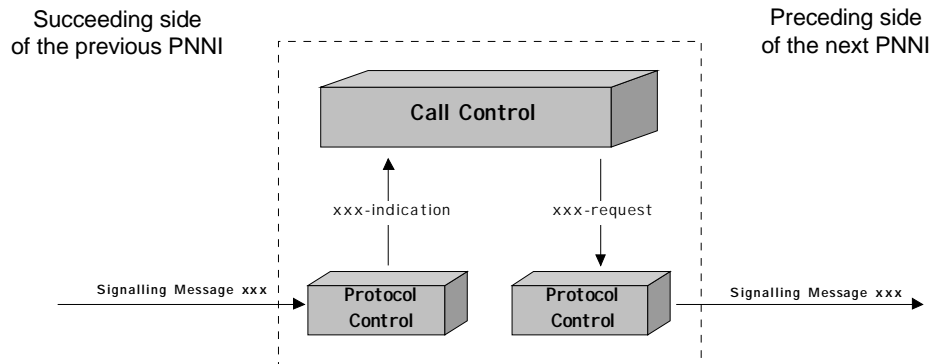 Succeeding side
of the previous PNNI
Preceding side
of the next PNNI
Call Control
xxx-indication
xxx-request
Signalling Message xxx
Protocol
Control
Protocol
Control
Signalling Message xxx